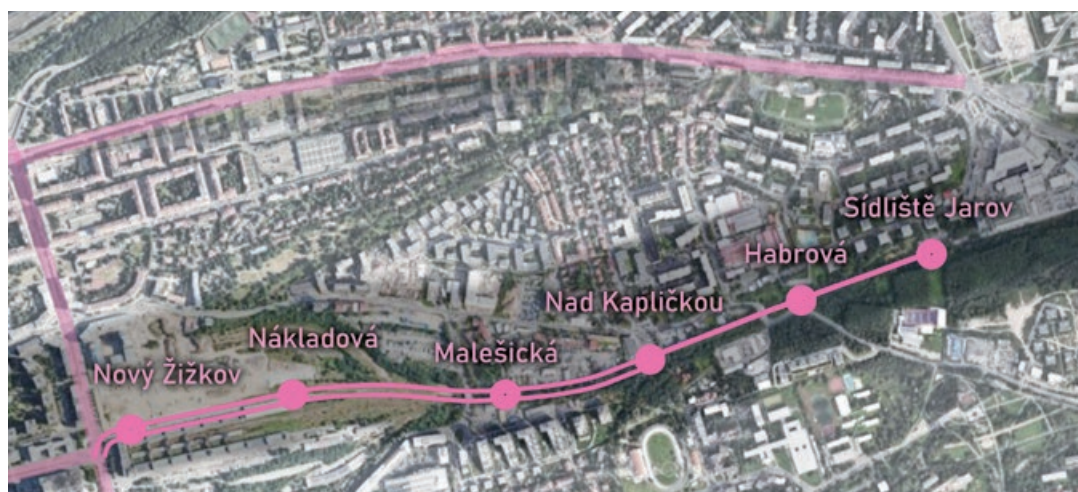 Sídliště Jarov
Habrová
Nad Kapličkou
Nákladová
Malešická
Nový Žižkov